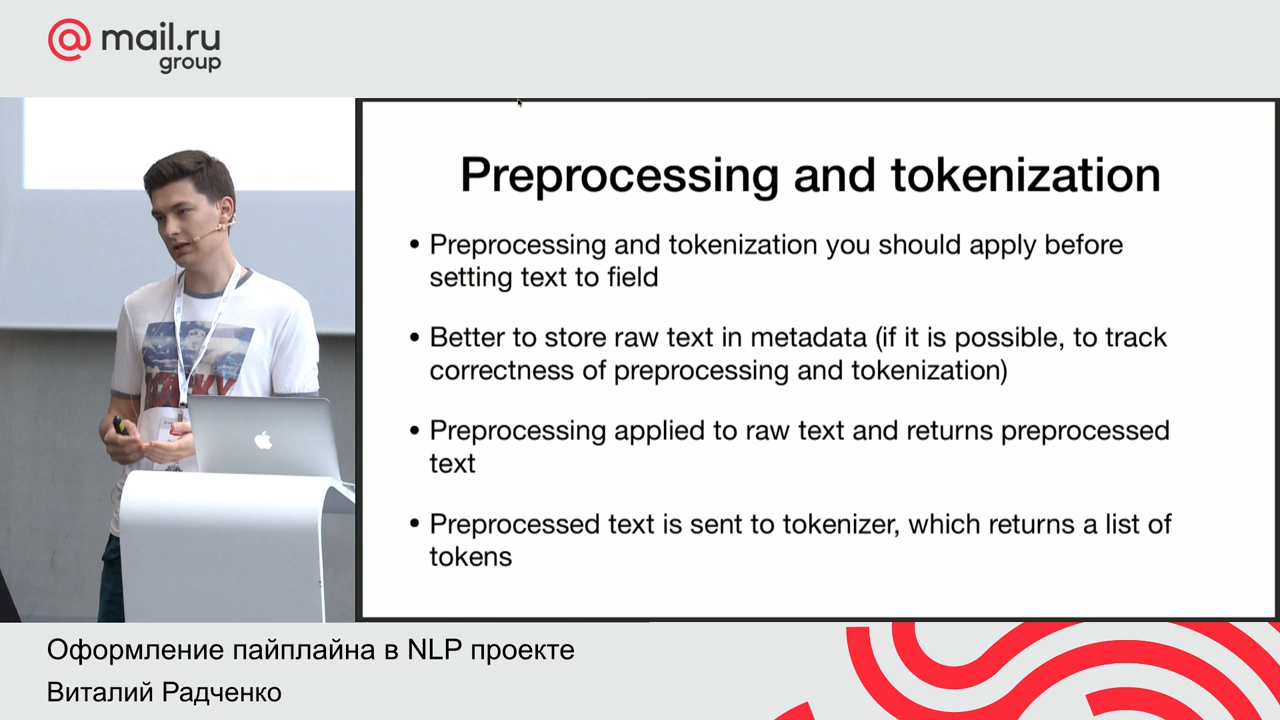 @mail.ru
group
Preprocessing and tokenization
• Preprocessing and tokenization you should apply before
setting text to field
• Better to store raw text in metadata (if it is possible, to track
correctness of preprocessing and tokenization)
• Preprocessing applied to raw text and returns preprocessed
text
• Preprocessed text is sent to tokenizer, which returns a list of
tokens
Оформление пайплайна в NLP проекте
Виталий Радченко